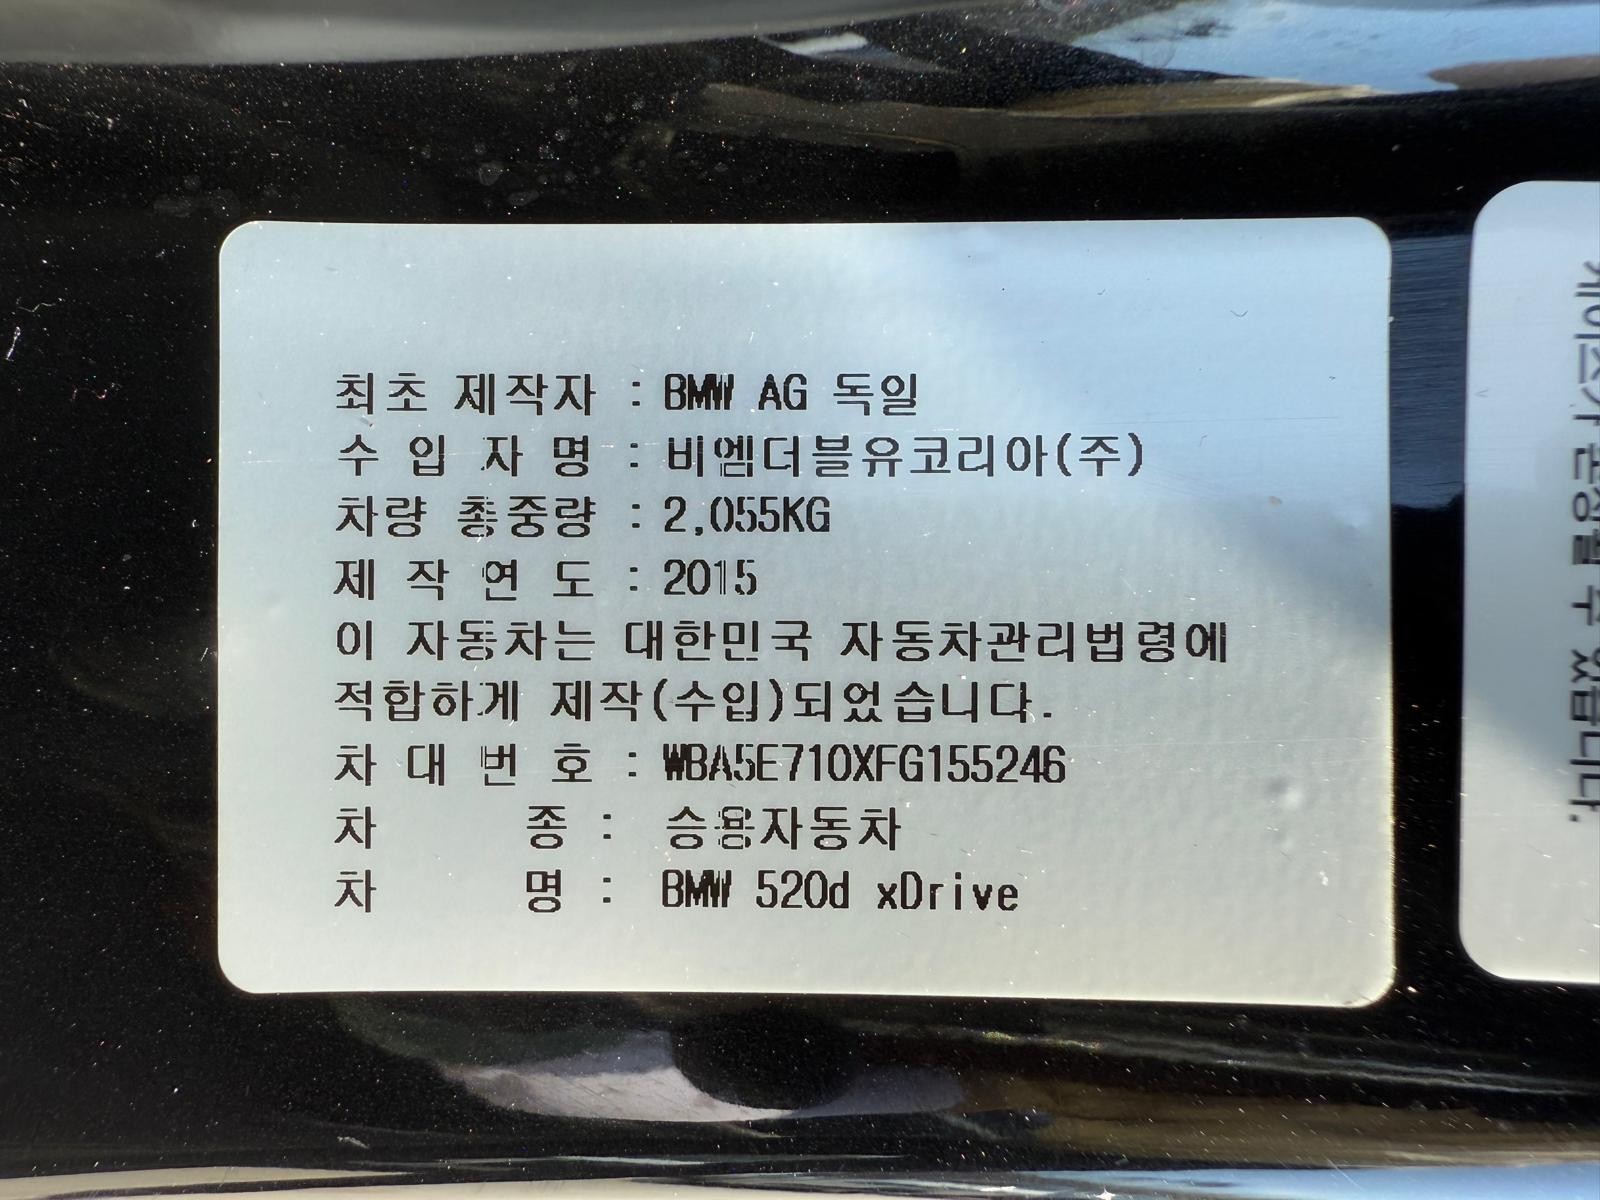 최초 제작자 : BMW AG 독일
수 입 자 명 : 비엠더블유코리아(주)
차량 총중량 : 2,055KG
제 작 연 도 : 2015
이 자동차는 대한민국 자동차관리법령에
적합하게 제작(수입)되었습니다.
차 대 번 호 : WBA5E710XFG155246
차 종 : 승용자동차
차 명 : BMW 520d xDrive